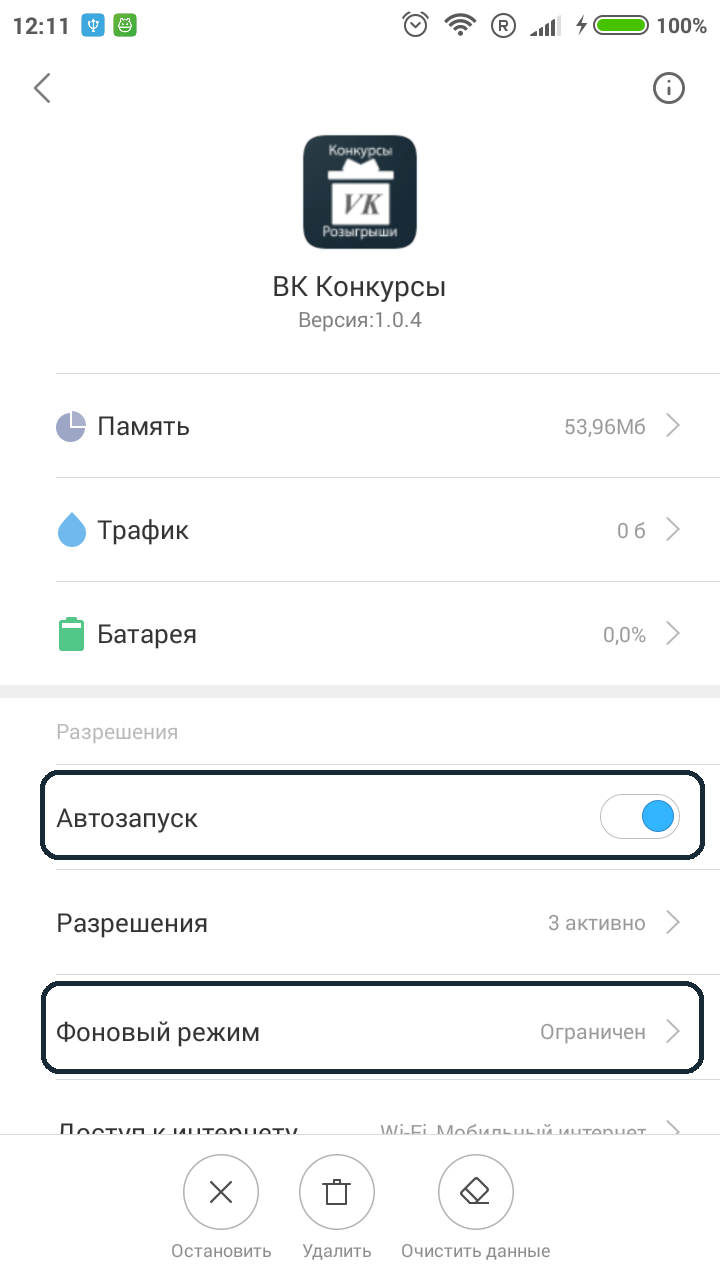 12:11
R
100%
Конкурсы
VK
Розыгрыши
ВК Конкурсы
Версия:1.0.4
Память 53,96Мб
Трафик 0 б
Батарея 0,0%
Разрешения
Автозапуск
Разрешения 3 активно
Фоновый режим Ограничен
Доступ к интернету Wi-Fi, Мобильный интернет
Остановить Удалить Очистить данные